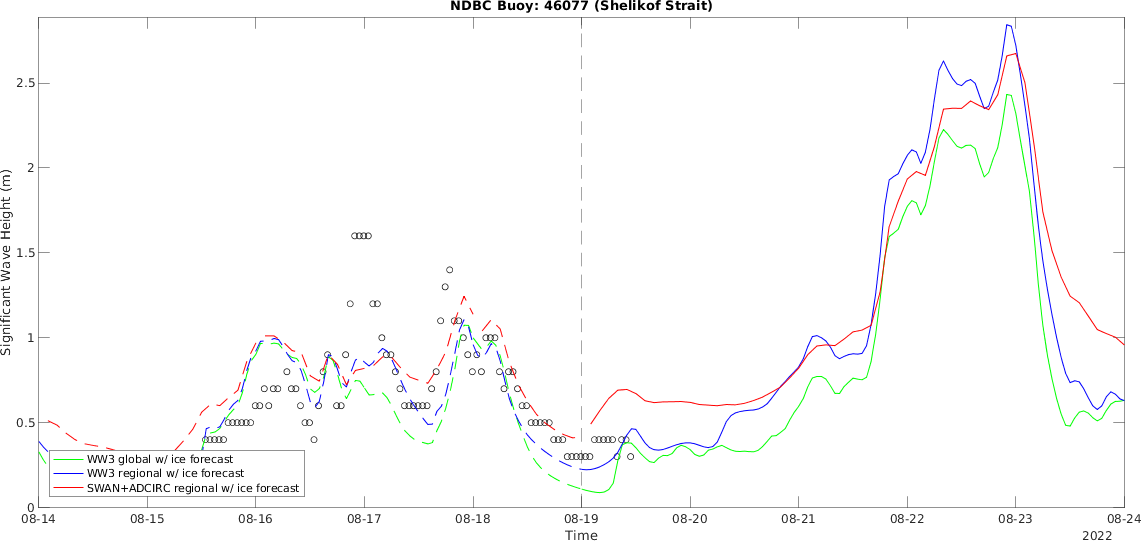 NDBC Buoy: 46077 (Shelikof Strait)
Significant Wave Height (m)
2.5
2
1.5
1
0.5
0
WW3 global w/ ice forecast
WW3 regional w/ ice forecast
SWAN+ADCIRC regional w/ ice forecast
08-14 08-15 08-16 08-17 08-18 08-19 08-20 08-21 08-22 08-23 08-24
Time
2022